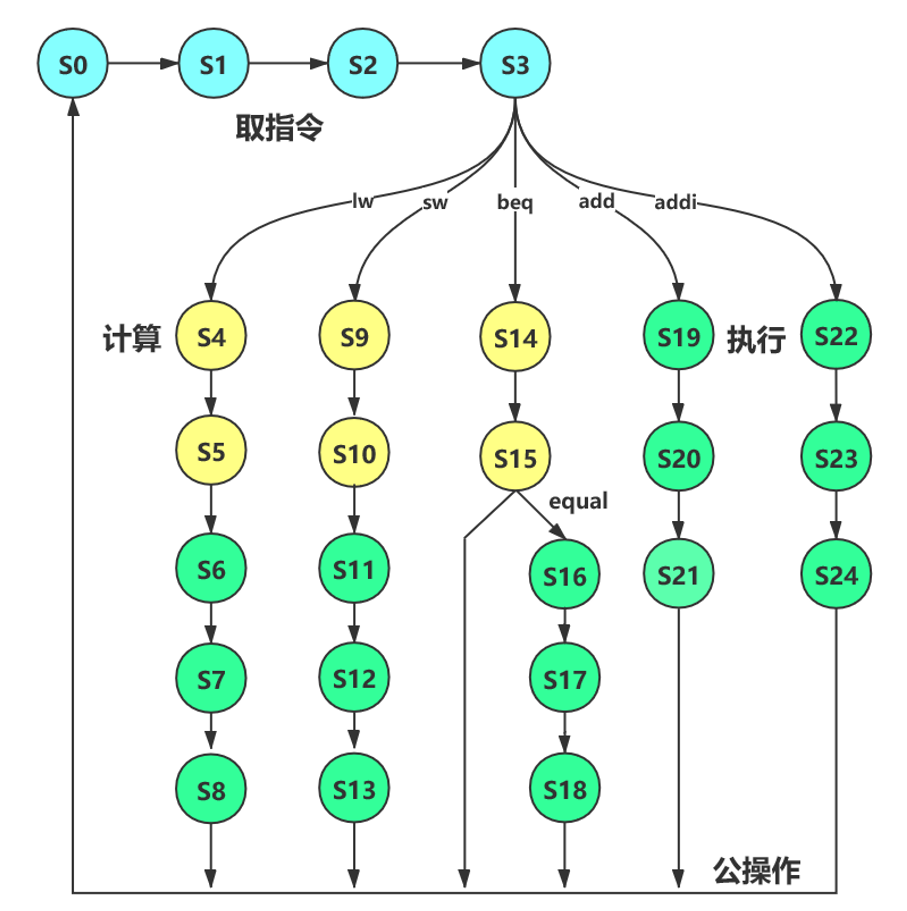 S0
S1
S2
S3
取指令
lw
sw
beq
add
addi
计算
S4
S9
S14
S19
执行
S22
S5
S10
S15
S20
S23
equal
S6
S11
S16
S21
S24
S7
S12
S17
S8
S13
S18
公操作